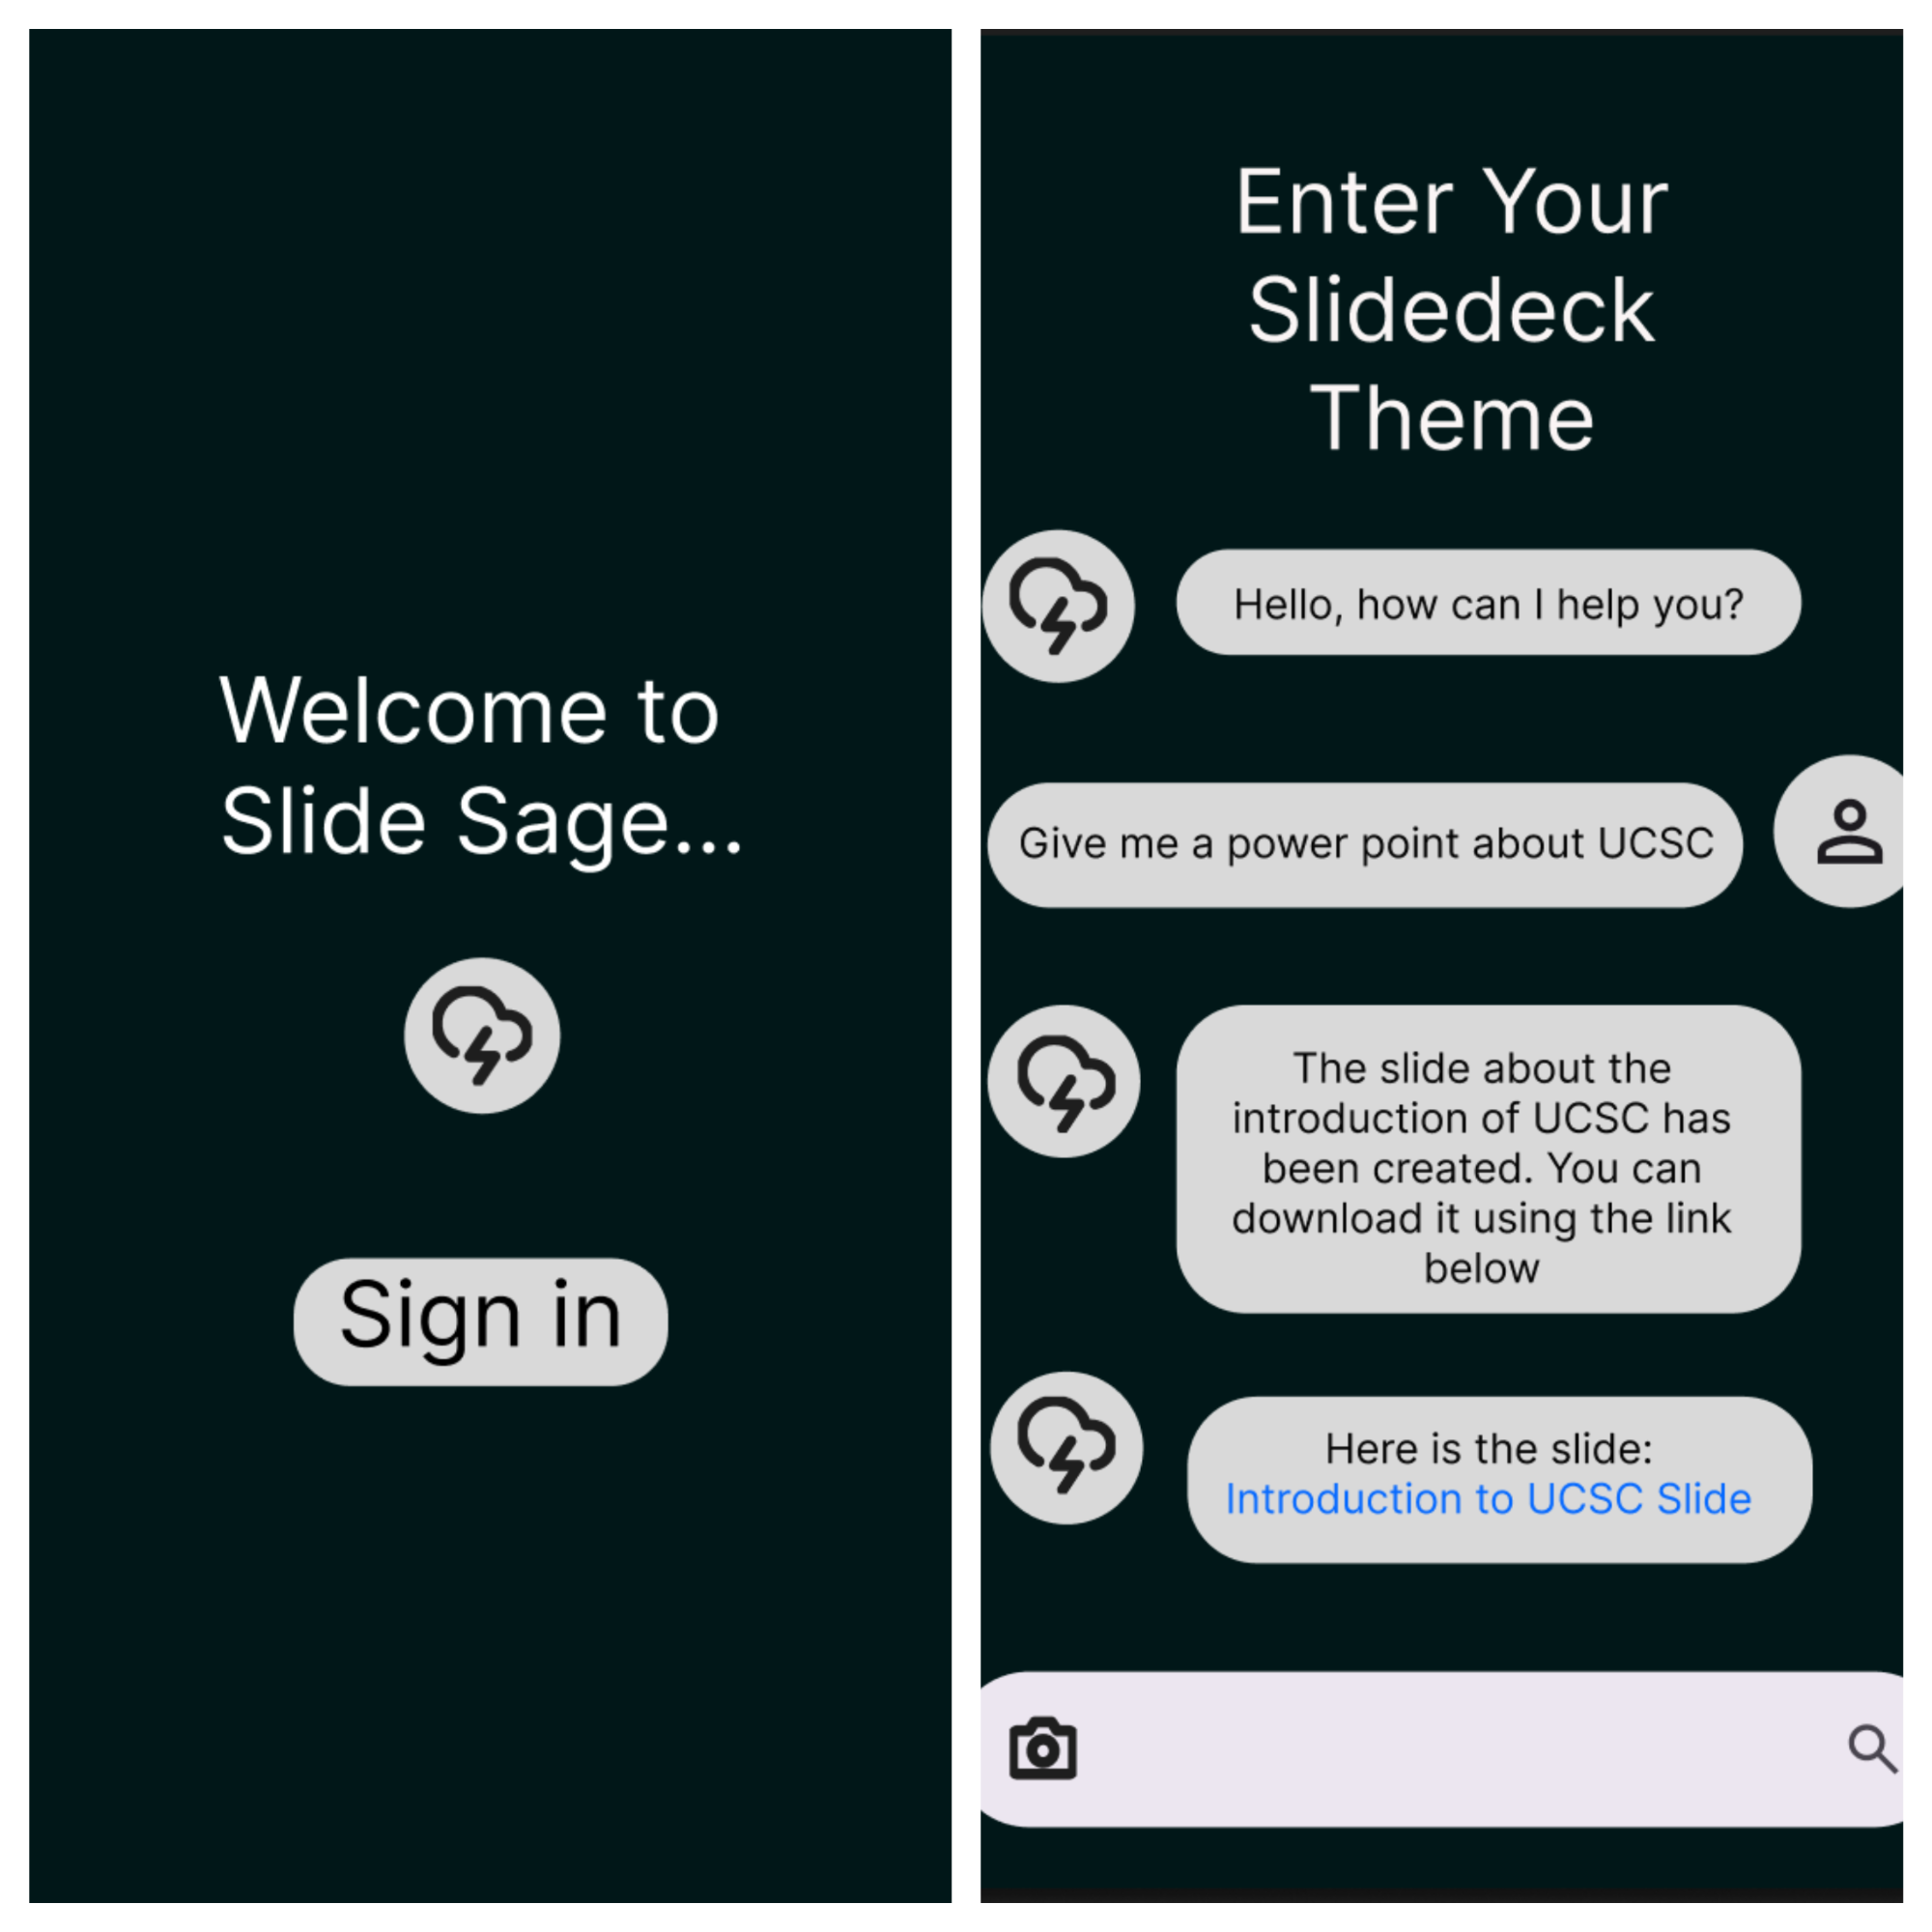 Welcome to
Slide Sage...
Sign in
Enter Your
Slidedeck
Theme
Hello, how can I help you?
Give me a power point about UCSC
The slide about the
introduction of UCSC has
been created. You can
download it using the link
below
Here is the slide:
Introduction to UCSC Slide